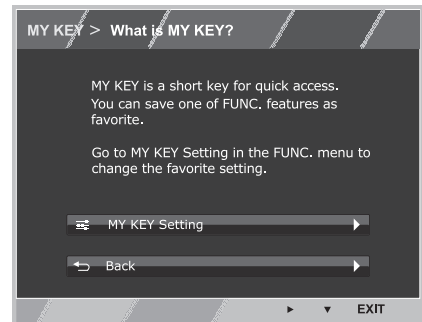 MY KEY > What is MY KEY?
MY KEY is a short key for quick access.
You can save one of FUNC. features as
favorite.
Go to MY KEY Setting in the FUNC. menu to
change the favorite setting.
MY KEY Setting
Back
EXIT